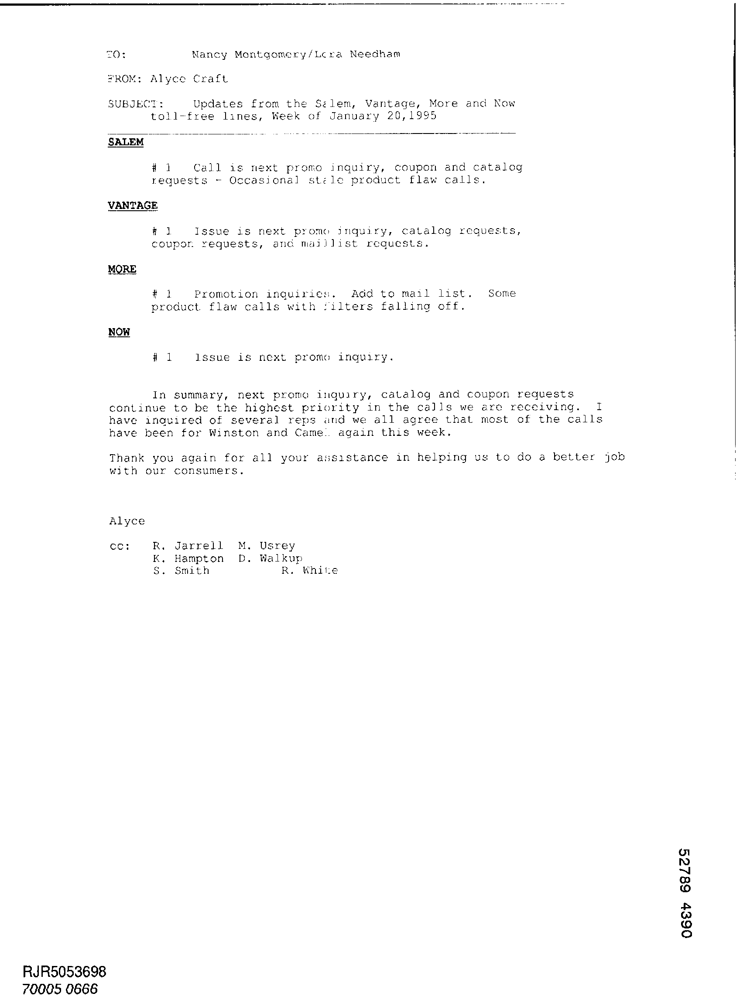 TO: Nancy Montgomery/Lora Needham
FROM: Alyce Craft
SUBJECT: Updates from the Salem, Vantage, More and Now
toll-free lines, Week of January 20,1995
SALEM
# 1 Call is next promo inquiry, coupon and catalog
requests - Occasional stale product flaw calls.
VANTAGE
# 1 Issue is next promo inquiry, catalog requests,
coupon requests, and maillist requests.
MORE
# 1 Promotion inquiries. Add to mail list. Some
product flaw calls with filters falling off.
NOW
# 1 Issue is next promo inquiry.
In summary, next promo inquiry, catalog and coupon requests
continue to be the highest priority in the calls we are receiving. I
have inquired of several reps and we all agree that most of the calls
have been for Winston and Camel again this week.
Thank you again for all your assistance in helping us to do a better job
with our consumers.
Alyce
cc: R. Jarrell M. Usrey
K. Hampton D. Walkup
S. Smith R. White
52789 4390
RJR5053698
70005 0666